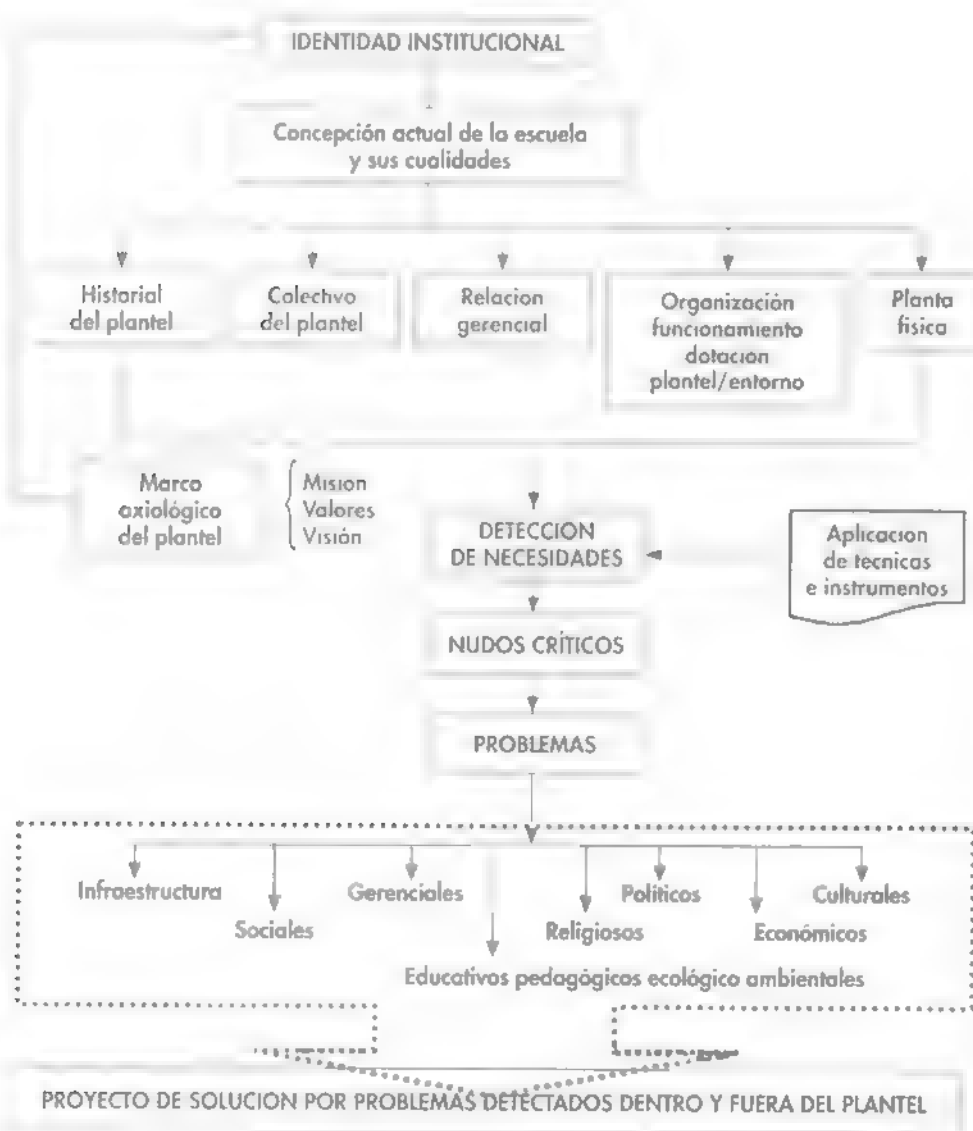 IDENTIDAD INSTITUCIONAL
Concepción actual de la escuela
y sus cualidades
Historial
del plantel
Colectivo
del plantel
Relacion
gerencial
Organización
funcionamiento
dotacion
plantel/entorno
Planta
fisica
Marco
axiológico
del plantel
Mision
Valores
Visión
DETECCION
DE NECESIDADES
Aplicacion
de tecnicas
e instrumentos
NUDOS CRÍTICOS
PROBLEMAS
Infraestructura
Sociales
Gerenciales
Educativos pedagógicos ecológico ambientales
Religiosos
Políticos
Económicos
Culturales
PROYECTO DE SOLUCION POR PROBLEMAS DETECTADOS DENTRO Y FUERA DEL PLANTEL